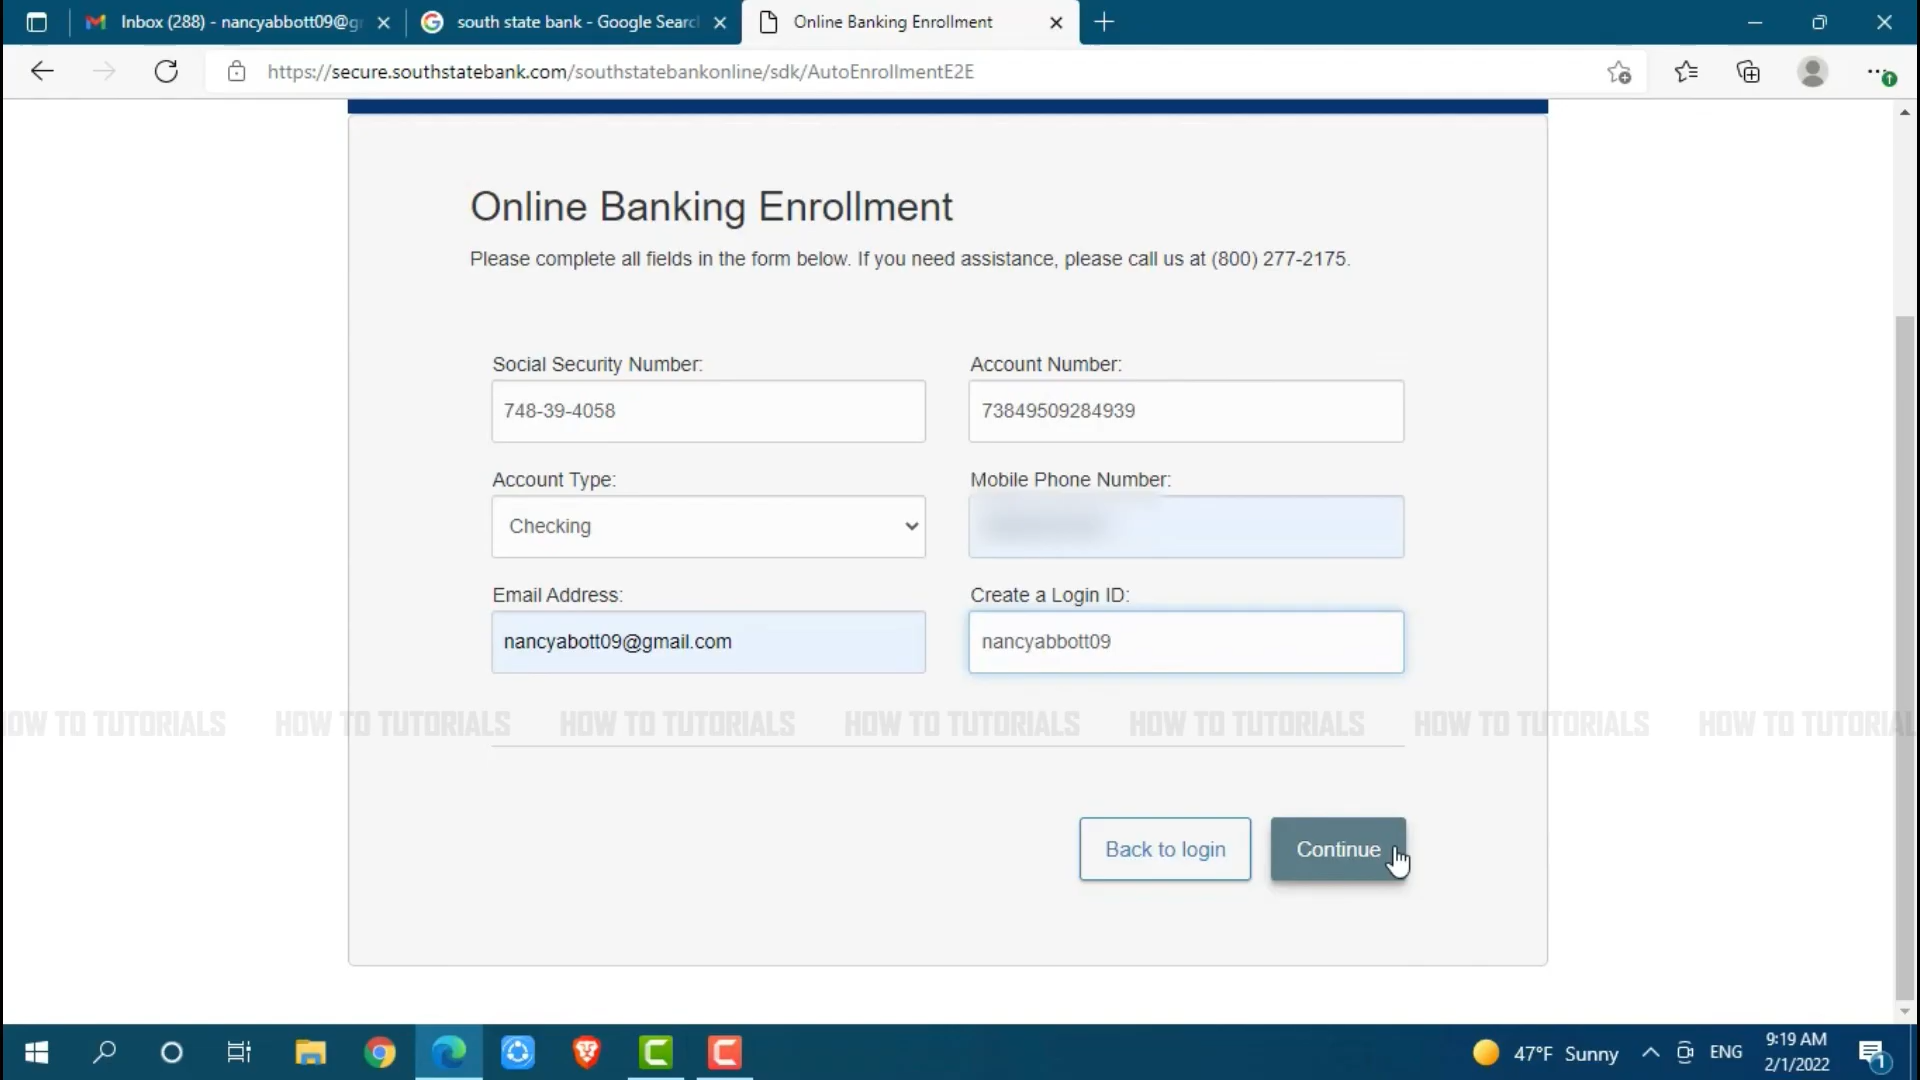 Inbox (288) - nancyabbott09@g
south state bank - Google Searc
Online Banking Enrollment
https://secure.southstatebank.com/southstatebankonline/sdk/AutoEnrollmentE2E
Online Banking Enrollment
Please complete all fields in the form below. If you need assistance, please call us at (800) 277-2175.
Social Security Number:
Account Number:
748-39-4058
73849509284939
Account Type:
Mobile Phone Number:
Checking
Email Address:
Create a Login ID:
nancyabott09@gmail.com
nancyabbott09
OW TO TUTORIALS HOW TO TUTORIALS HOW TO TUTORIALS HOW TO TUTORIALS HOW TO TUTORIALS HOW TO TUTORIALS HOW TO TUTORIAL
Back to login
Continue
47°F Sunny
ENG
9:19 AM
2/1/2022
1